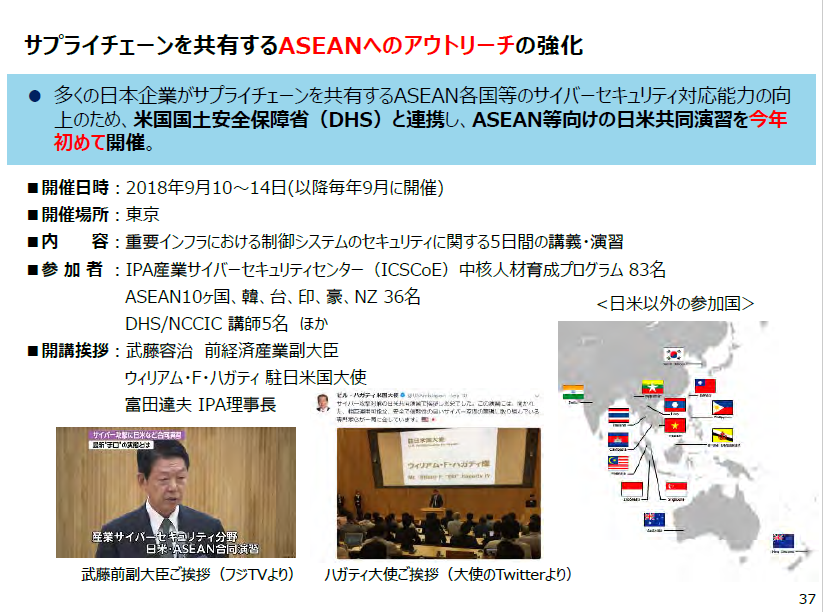 サプライチェーンを共有するASEANへのアウトリーチの強化
● 多くの日本企業がサプライチェーンを共有するASEAN各国等のサイバーセキュリティ対応能力の向
上のため、米国国土安全保障省（DHS）と連携し、ASEAN等向けの日米共同演習を今年
初めて開催。
■開催日時：2018年9月10～14日(以降毎年9月に開催)
■開催場所：東京
■内　　容：重要インフラにおける制御システムのセキュリティに関する5日間の講義・演習
■参 加 者 ：IPA産業サイバーセキュリティセンター（ICSCoE）中核人材育成プログラム 83名
ASEAN10ヶ国、韓、台、印、豪、NZ 36名
DHS/NCCIC 講師5名 ほか
■開講挨拶：武藤容治 前経済産業副大臣
ウィリアム・F・ハガティ 駐日米国大使
富田達夫 IPA理事長
＜日米以外の参加国＞
ビル・ハガティ駐日米国大使
サイバー攻撃に日米など合同演習
最新“手口”の実態とは
産業サイバーセキュリティ分野
日米・ASEAN合同演習
駐日米国大使
ウィリアム・F・ハガティ様
武藤前副大臣ご挨拶（フジTVより）
ハガティ大使ご挨拶（大使のTwitterより）
37